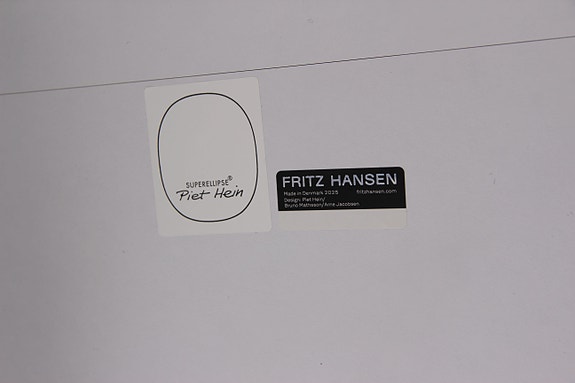 SUPERELLIPSE®
Piet Hein
FRITZ HANSEN
Made in Denmark 2025 fritzhansen.com
Design: Piet Hein/
Bruno Mathsson/Arne Jacobsen